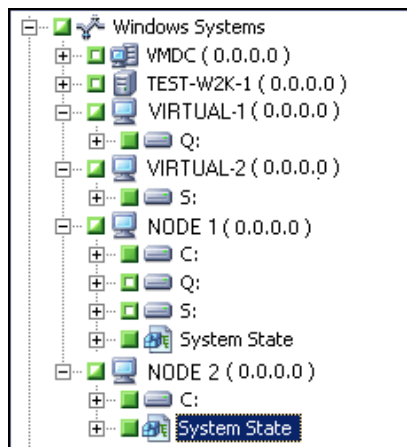 Windows Systems
VMDC ( 0.0.0.0 )
TEST-W2K-1 ( 0.0.0.0 )
VIRTUAL-1 ( 0.0.0.0 )
Q:
VIRTUAL-2 ( 0.0.0.0 )
S:
NODE 1 ( 0.0.0.0 )
C:
Q:
S:
System State
NODE 2 ( 0.0.0.0 )
C:
System State